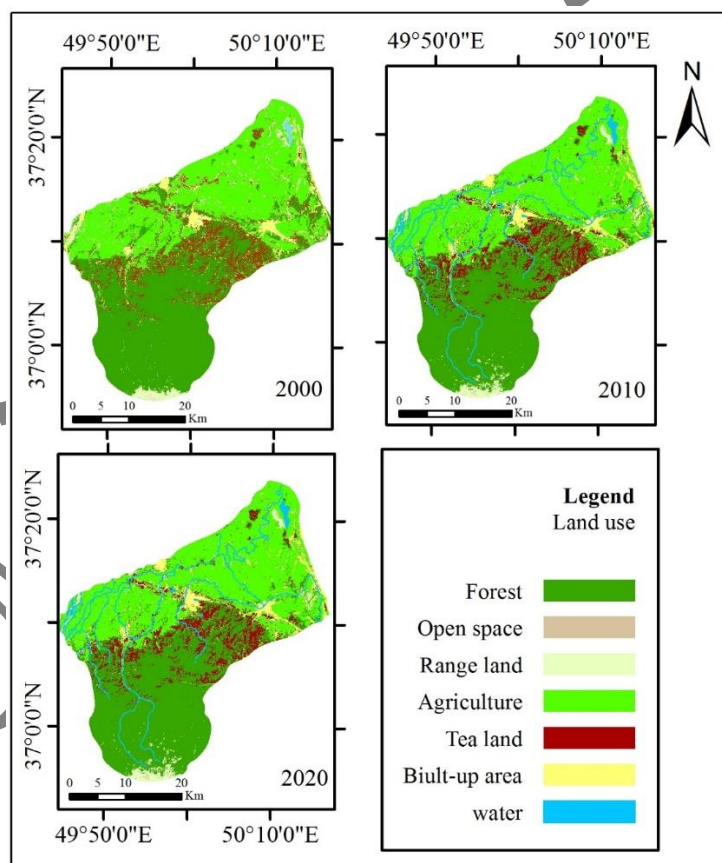 49°50'0"E 50°10'0"E
49°50'0"E 50°10'0"E
N
37°20'0"N
37°0'0"N
2000
0 5 10 20
Km
2010
0 5 10 20
Km
37°20'0"N
37°0'0"N
2020
0 5 10 20
Km
49°50'0"E 50°10'0"E
Legend
Land use
Forest
Open space
Range land
Agriculture
Tea land
Biult-up area
water